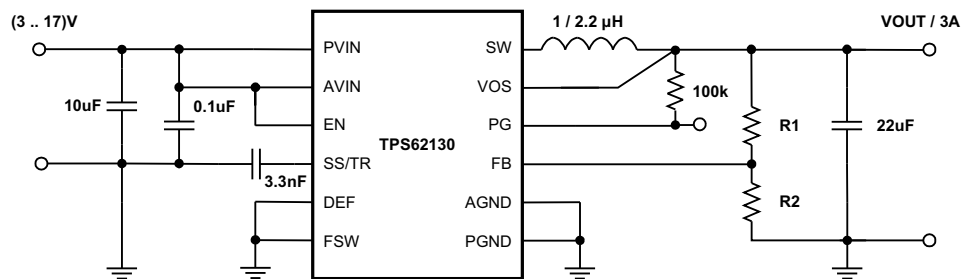 (3 .. 17)V
1 / 2.2 µH
VOUT / 3A
PVIN
SW
AVIN
VOS
10uF
0.1uF
100k
EN
PG
R1
22uF
TPS62130
SS/TR
FB
3.3nF
DEF
AGND
R2
FSW
PGND